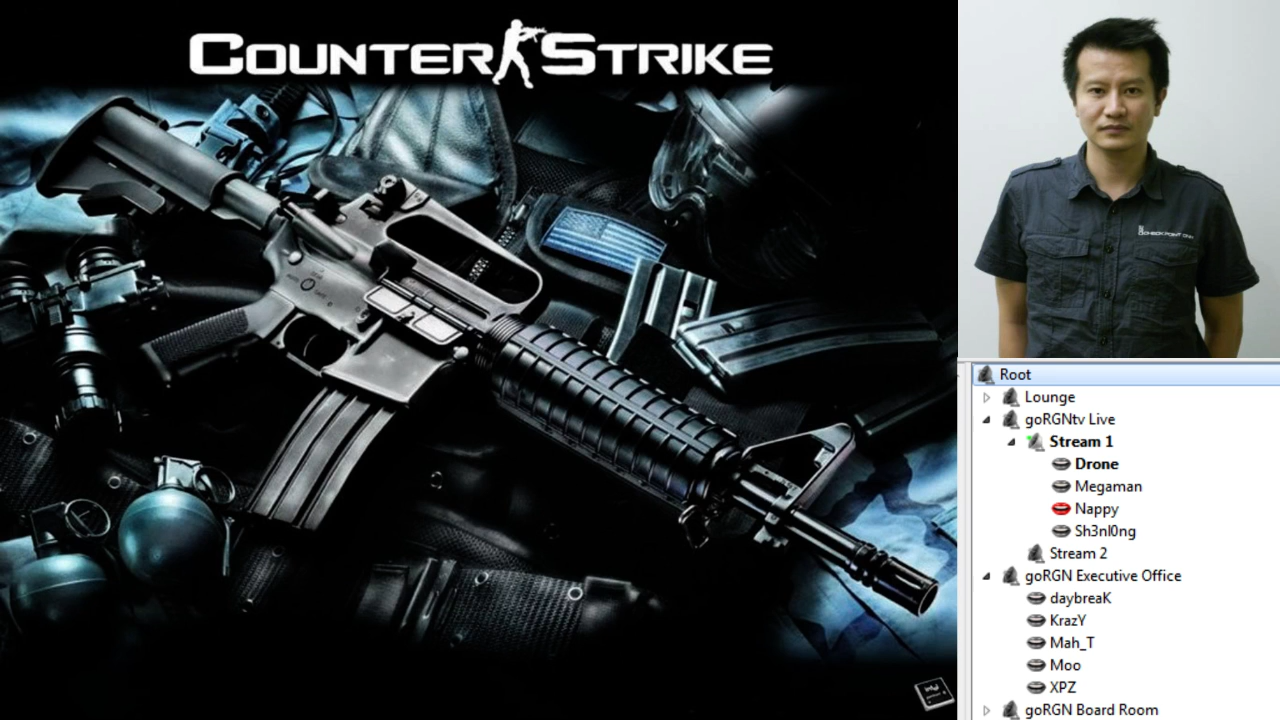 COUNTER STRIKE
intel
Root
Lounge
goRGNtv Live
Stream 1
Drone
Megaman
Nappy
Sh3nl0ng
Stream 2
goRGN Executive Office
daybreaK
KrazY
Mah_T
Moo
XPZ
goRGN Board Room